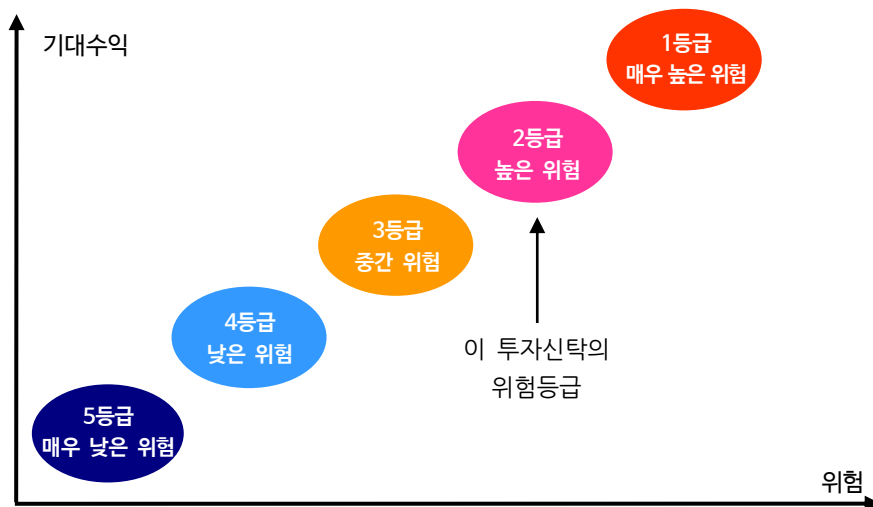 기대수익
1등급
매우 높은 위험
2등급
높은 위험
3등급
중간 위험
4등급
낮은 위험
이 투자신탁의
위험등급
5등급
매우 낮은 위험
위험